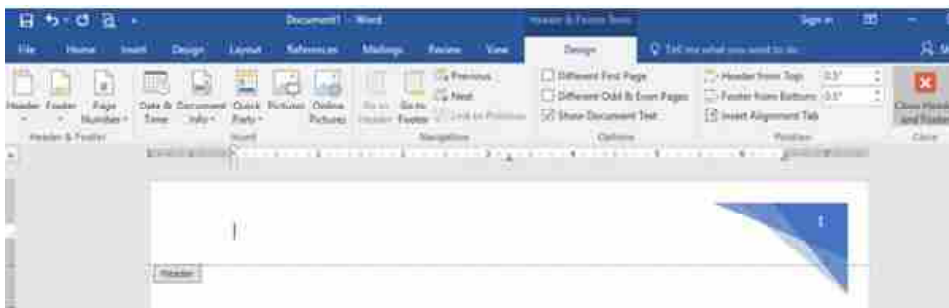 Document1 - Word
Header & Footer Tools
Sign in
File Home Insert Design Layout References Mailings Review View Design Tell me what you want to do
Header Footer Page Number Date & Time Document Info Quick Parts Pictures Online Pictures Go to Header Go to Footer Previous Next Link to Previous
Different First Page
Different Odd & Even Pages
Show Document Text
Header from Top: 0.5"
Footer from Bottom: 0.5"
Insert Alignment Tab
Close
and Footer
Header & Footer Insert Navigation Options Position Close
1
Header